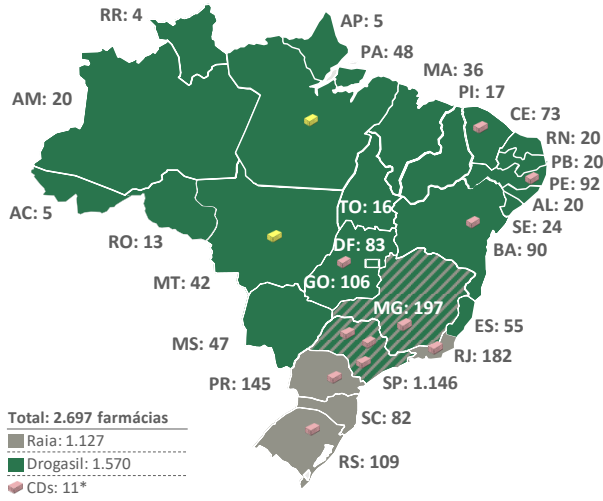 RR: 4
AP: 5
PA: 48
MA: 36
PI: 17
CE: 73
AM: 20
RN: 20
PB: 20
PE: 92
AL: 20
SE: 24
BA: 90
AC: 5
RO: 13
TO: 16
DF: 83
GO: 106
MT: 42
MG: 197
ES: 55
MS: 47
RJ: 182
PR: 145
SP: 1.146
SC: 82
RS: 109
Total: 2.697 farmácias
Raia: 1.127
Drogasil: 1.570
CDs: 11*